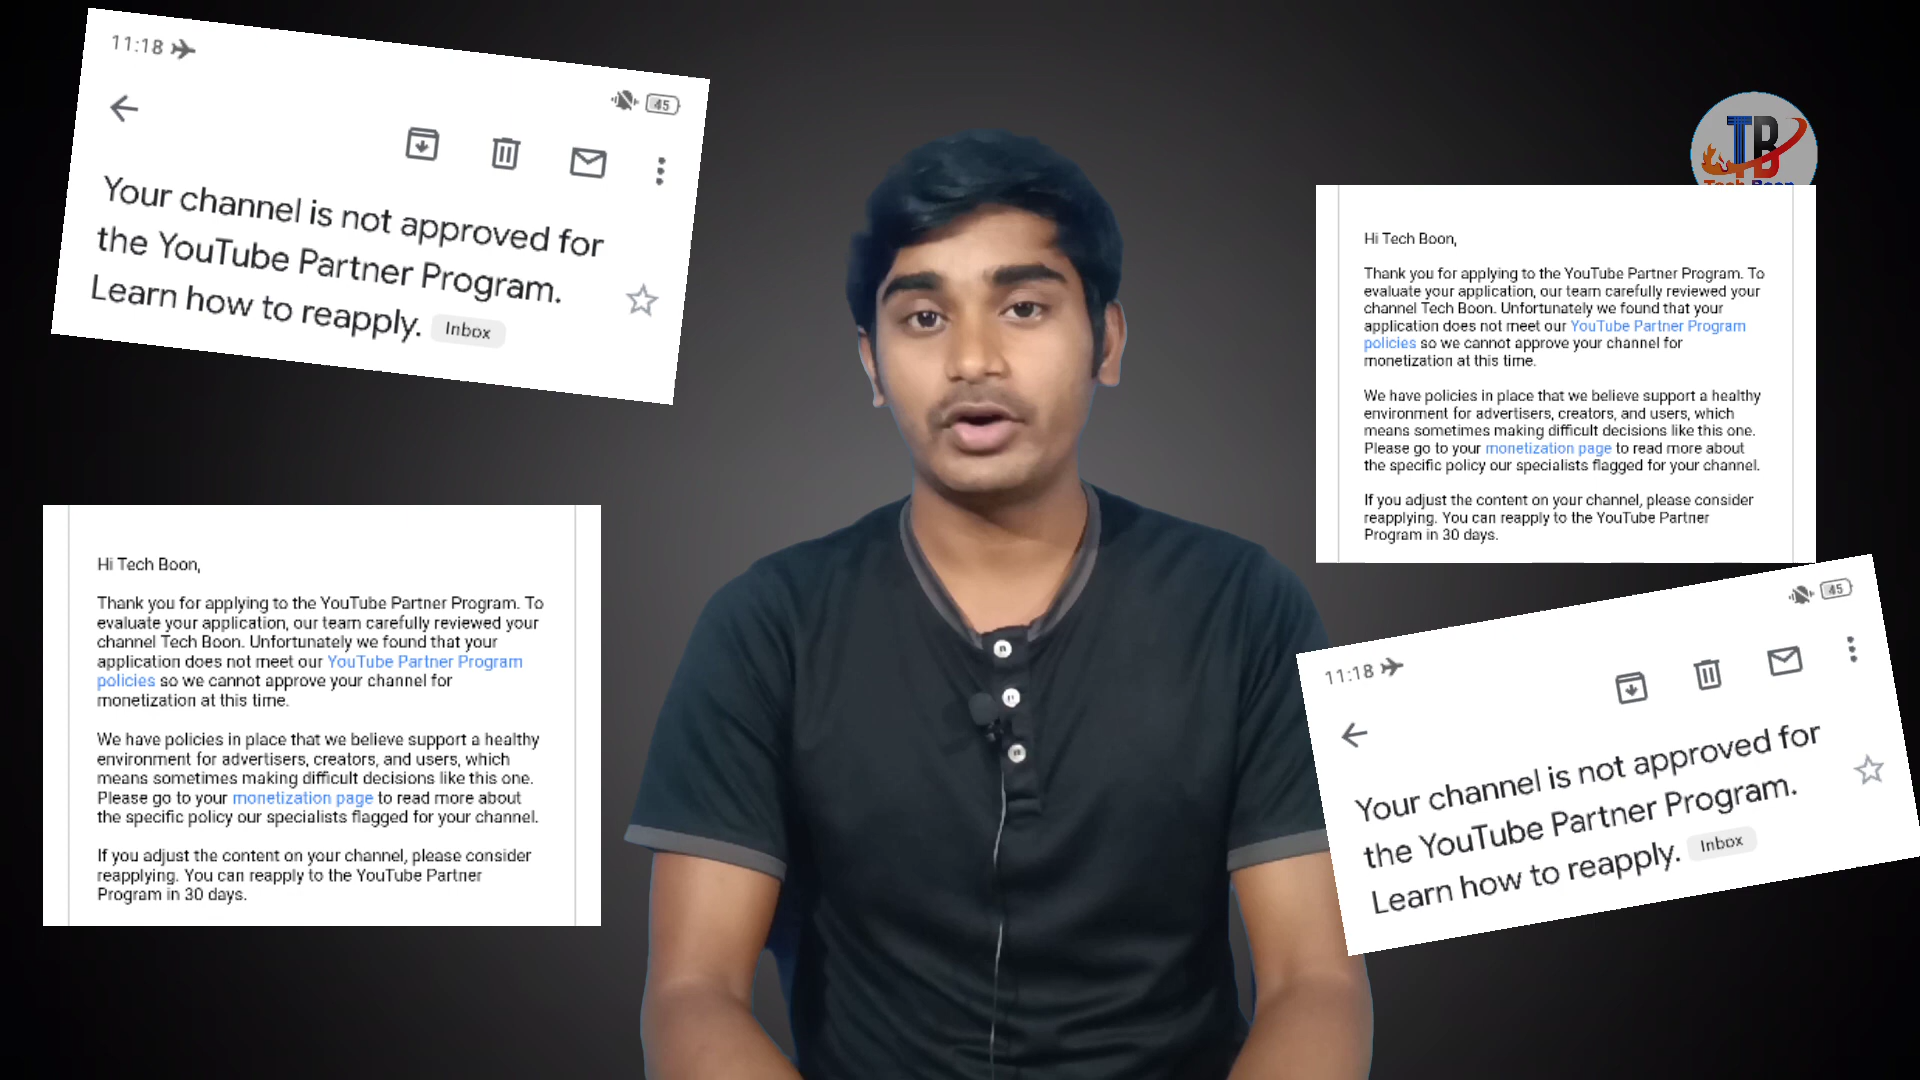 11:18
45
Your channel is not approved for
the YouTube Partner Program.
Learn how to reapply. Inbox
TB
Tech Boon
Hi Tech Boon,
Thank you for applying to the YouTube Partner Program. To
evaluate your application, our team carefully reviewed your
channel Tech Boon. Unfortunately we found that your
application does not meet our YouTube Partner Program
policies so we cannot approve your channel for
monetization at this time.
We have policies in place that we believe support a healthy
environment for advertisers, creators, and users, which
means sometimes making difficult decisions like this one.
Please go to your monetization page to read more about
the specific policy our specialists flagged for your channel.
If you adjust the content on your channel, please consider
reapplying. You can reapply to the YouTube Partner
Program in 30 days.
Hi Tech Boon,
Thank you for applying to the YouTube Partner Program. To
evaluate your application, our team carefully reviewed your
channel Tech Boon. Unfortunately we found that your
application does not meet our YouTube Partner Program
policies so we cannot approve your channel for
monetization at this time.
We have policies in place that we believe support a healthy
environment for advertisers, creators, and users, which
means sometimes making difficult decisions like this one.
Please go to your monetization page to read more about
the specific policy our specialists flagged for your channel.
If you adjust the content on your channel, please consider
reapplying. You can reapply to the YouTube Partner
Program in 30 days.
45
11:18
Your channel is not approved for
the YouTube Partner Program.
Learn how to reapply. Inbox